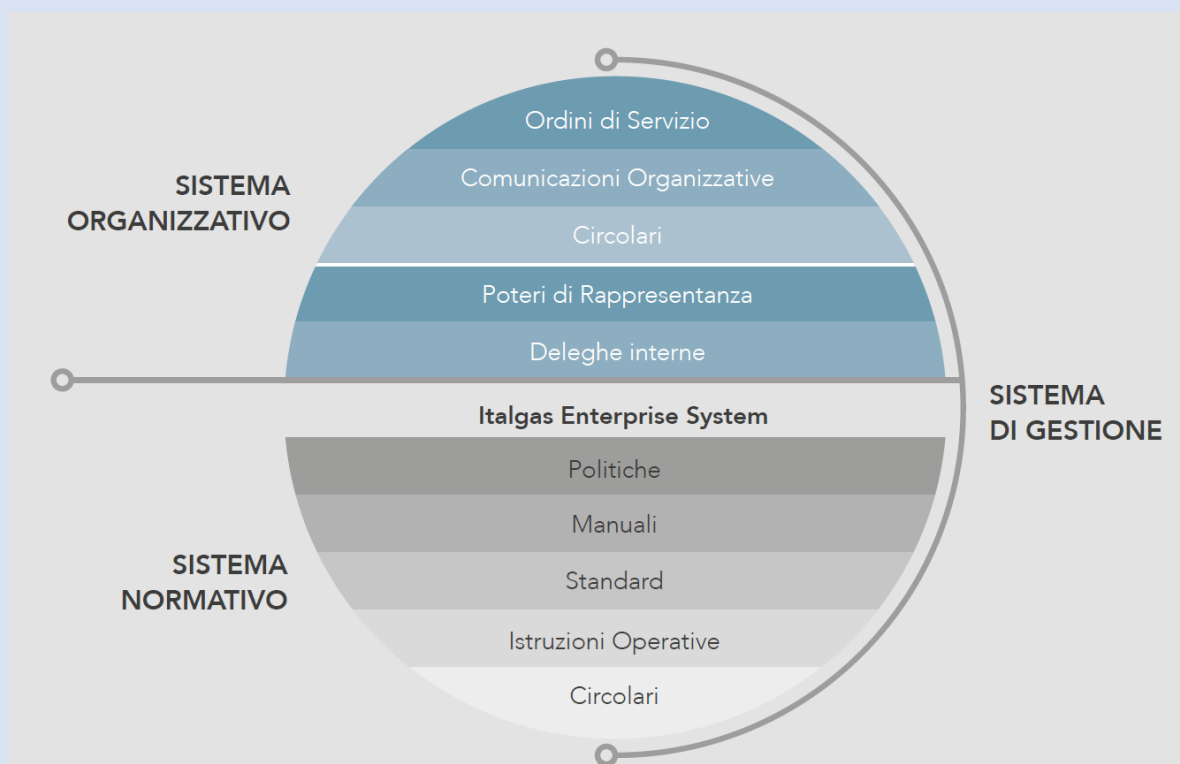 Ordini di Servizio
SISTEMA
ORGANIZZATIVO
Comunicazioni Organizzative
Circolari
Poteri di Rappresentanza
Deleghe interne
Italgas Enterprise System
SISTEMA
DI GESTIONE
Politiche
Manuali
SISTEMA
NORMATIVO
Standard
Istruzioni Operative
Circolari